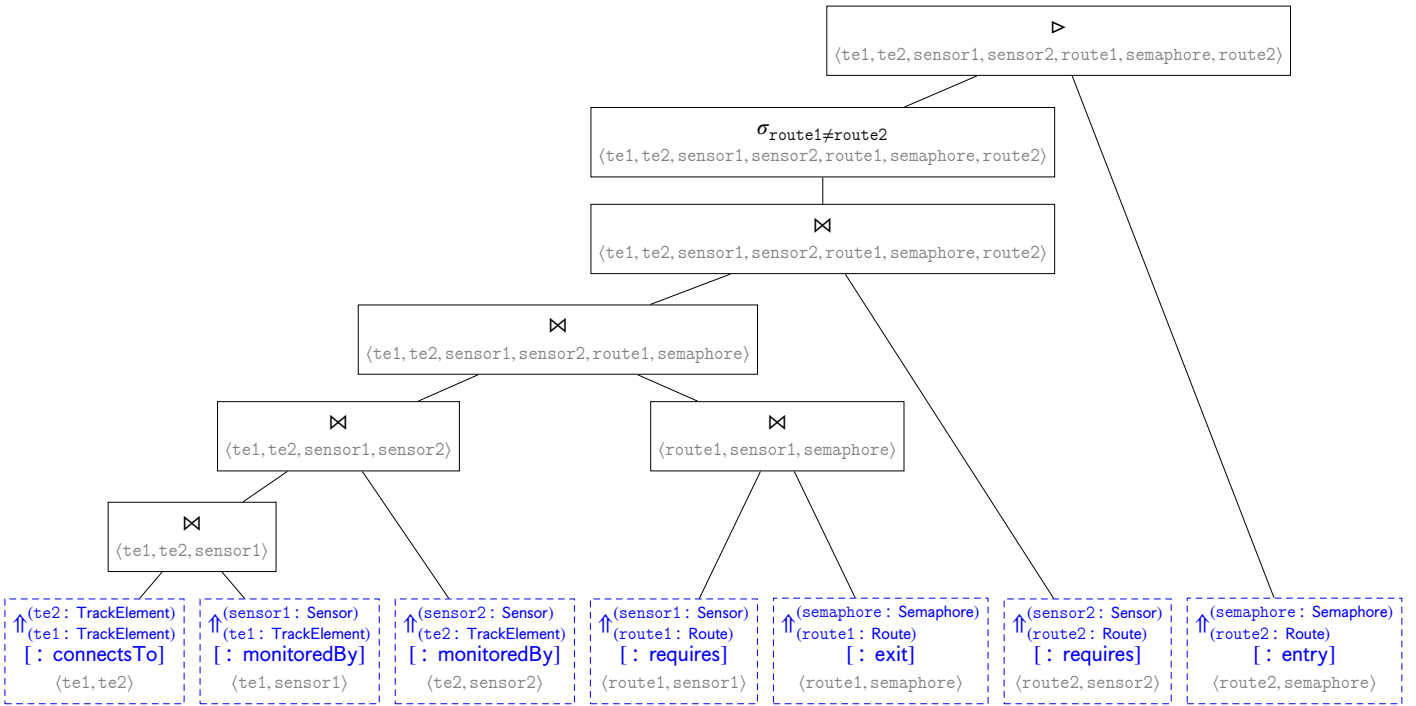 ▷
⟨te1, te2, sensor1, sensor2, route1, semaphore, route2⟩
σ route1≠route2
⟨te1, te2, sensor1, sensor2, route1, semaphore, route2⟩
⋈
⟨te1, te2, sensor1, sensor2, route1, semaphore, route2⟩
⋈
⟨te1, te2, sensor1, sensor2, route1, semaphore⟩
⋈
⟨te1, te2, sensor1, sensor2⟩
⋈
⟨route1, sensor1, semaphore⟩
⋈
⟨te1, te2, sensor1⟩
⇑(te2: TrackElement)
(te1: TrackElement)
[: connectsTo]
⟨te1, te2⟩
⇑(sensor1: Sensor)
(te1: TrackElement)
[: monitoredBy]
⟨te1, sensor1⟩
⇑(sensor2: Sensor)
(te2: TrackElement)
[: monitoredBy]
⟨te2, sensor2⟩
⇑(sensor1: Sensor)
(route1: Route)
[: requires]
⟨route1, sensor1⟩
⇑(semaphore: Semaphore)
(route1: Route)
[: exit]
⟨route1, semaphore⟩
⇑(sensor2: Sensor)
(route2: Route)
[: requires]
⟨route2, sensor2⟩
⇑(semaphore: Semaphore)
(route2: Route)
[: entry]
⟨route2, semaphore⟩